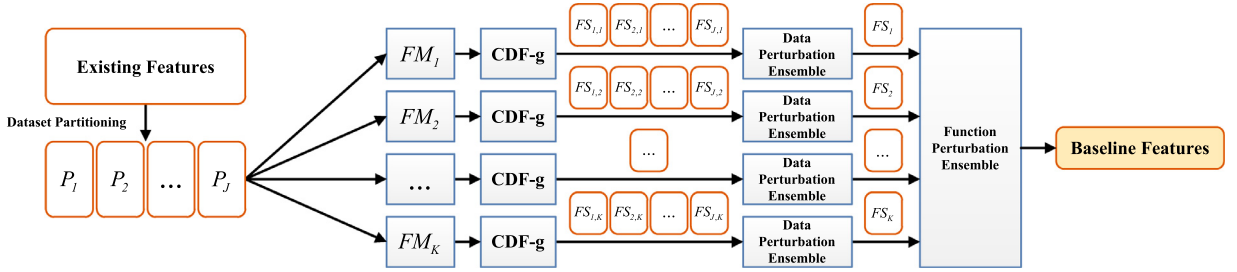 Existing Features
Dataset Partitioning
P1 P2 ... PJ
FM1
CDF-g
FS1,1 FS2,1 ... FSJ,1
Data
Perturbation
Ensemble
FS1
FM2
CDF-g
FS1,2 FS2,2 ... FSJ,2
Data
Perturbation
Ensemble
FS2
...
CDF-g
...
Data
Perturbation
Ensemble
...
FMK
CDF-g
FS1,K FS2,K ... FSJ,K
Data
Perturbation
Ensemble
FSK
Function
Perturbation
Ensemble
Baseline Features